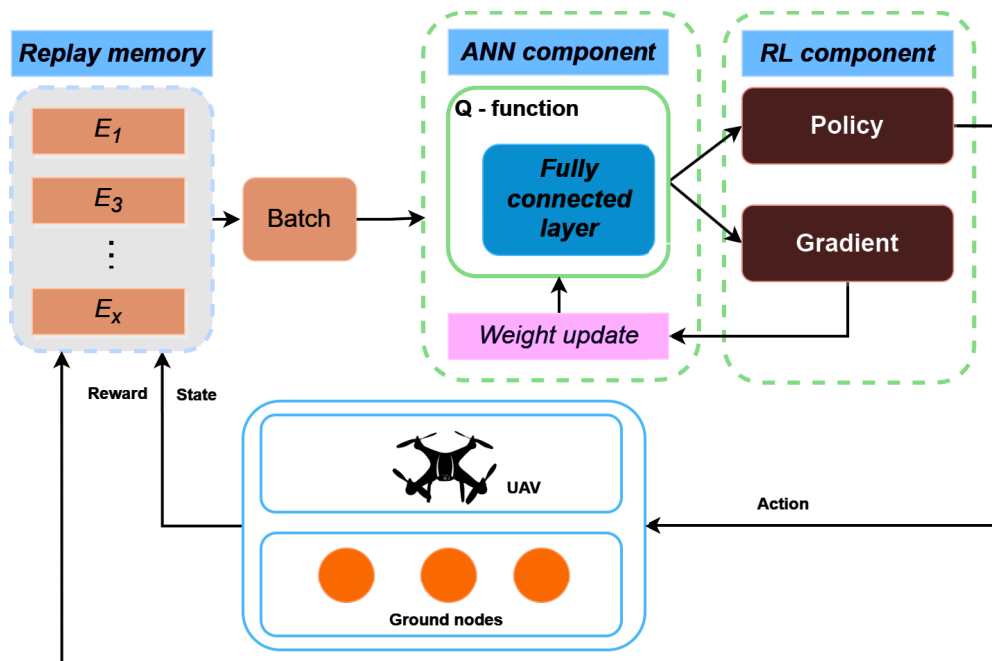 Replay memory
E1
E3
⋮
Ex
Batch
ANN component
Q - function
Fully
connected
layer
Weight update
RL component
Policy
Gradient
Reward
State
UAV
Action
Ground nodes